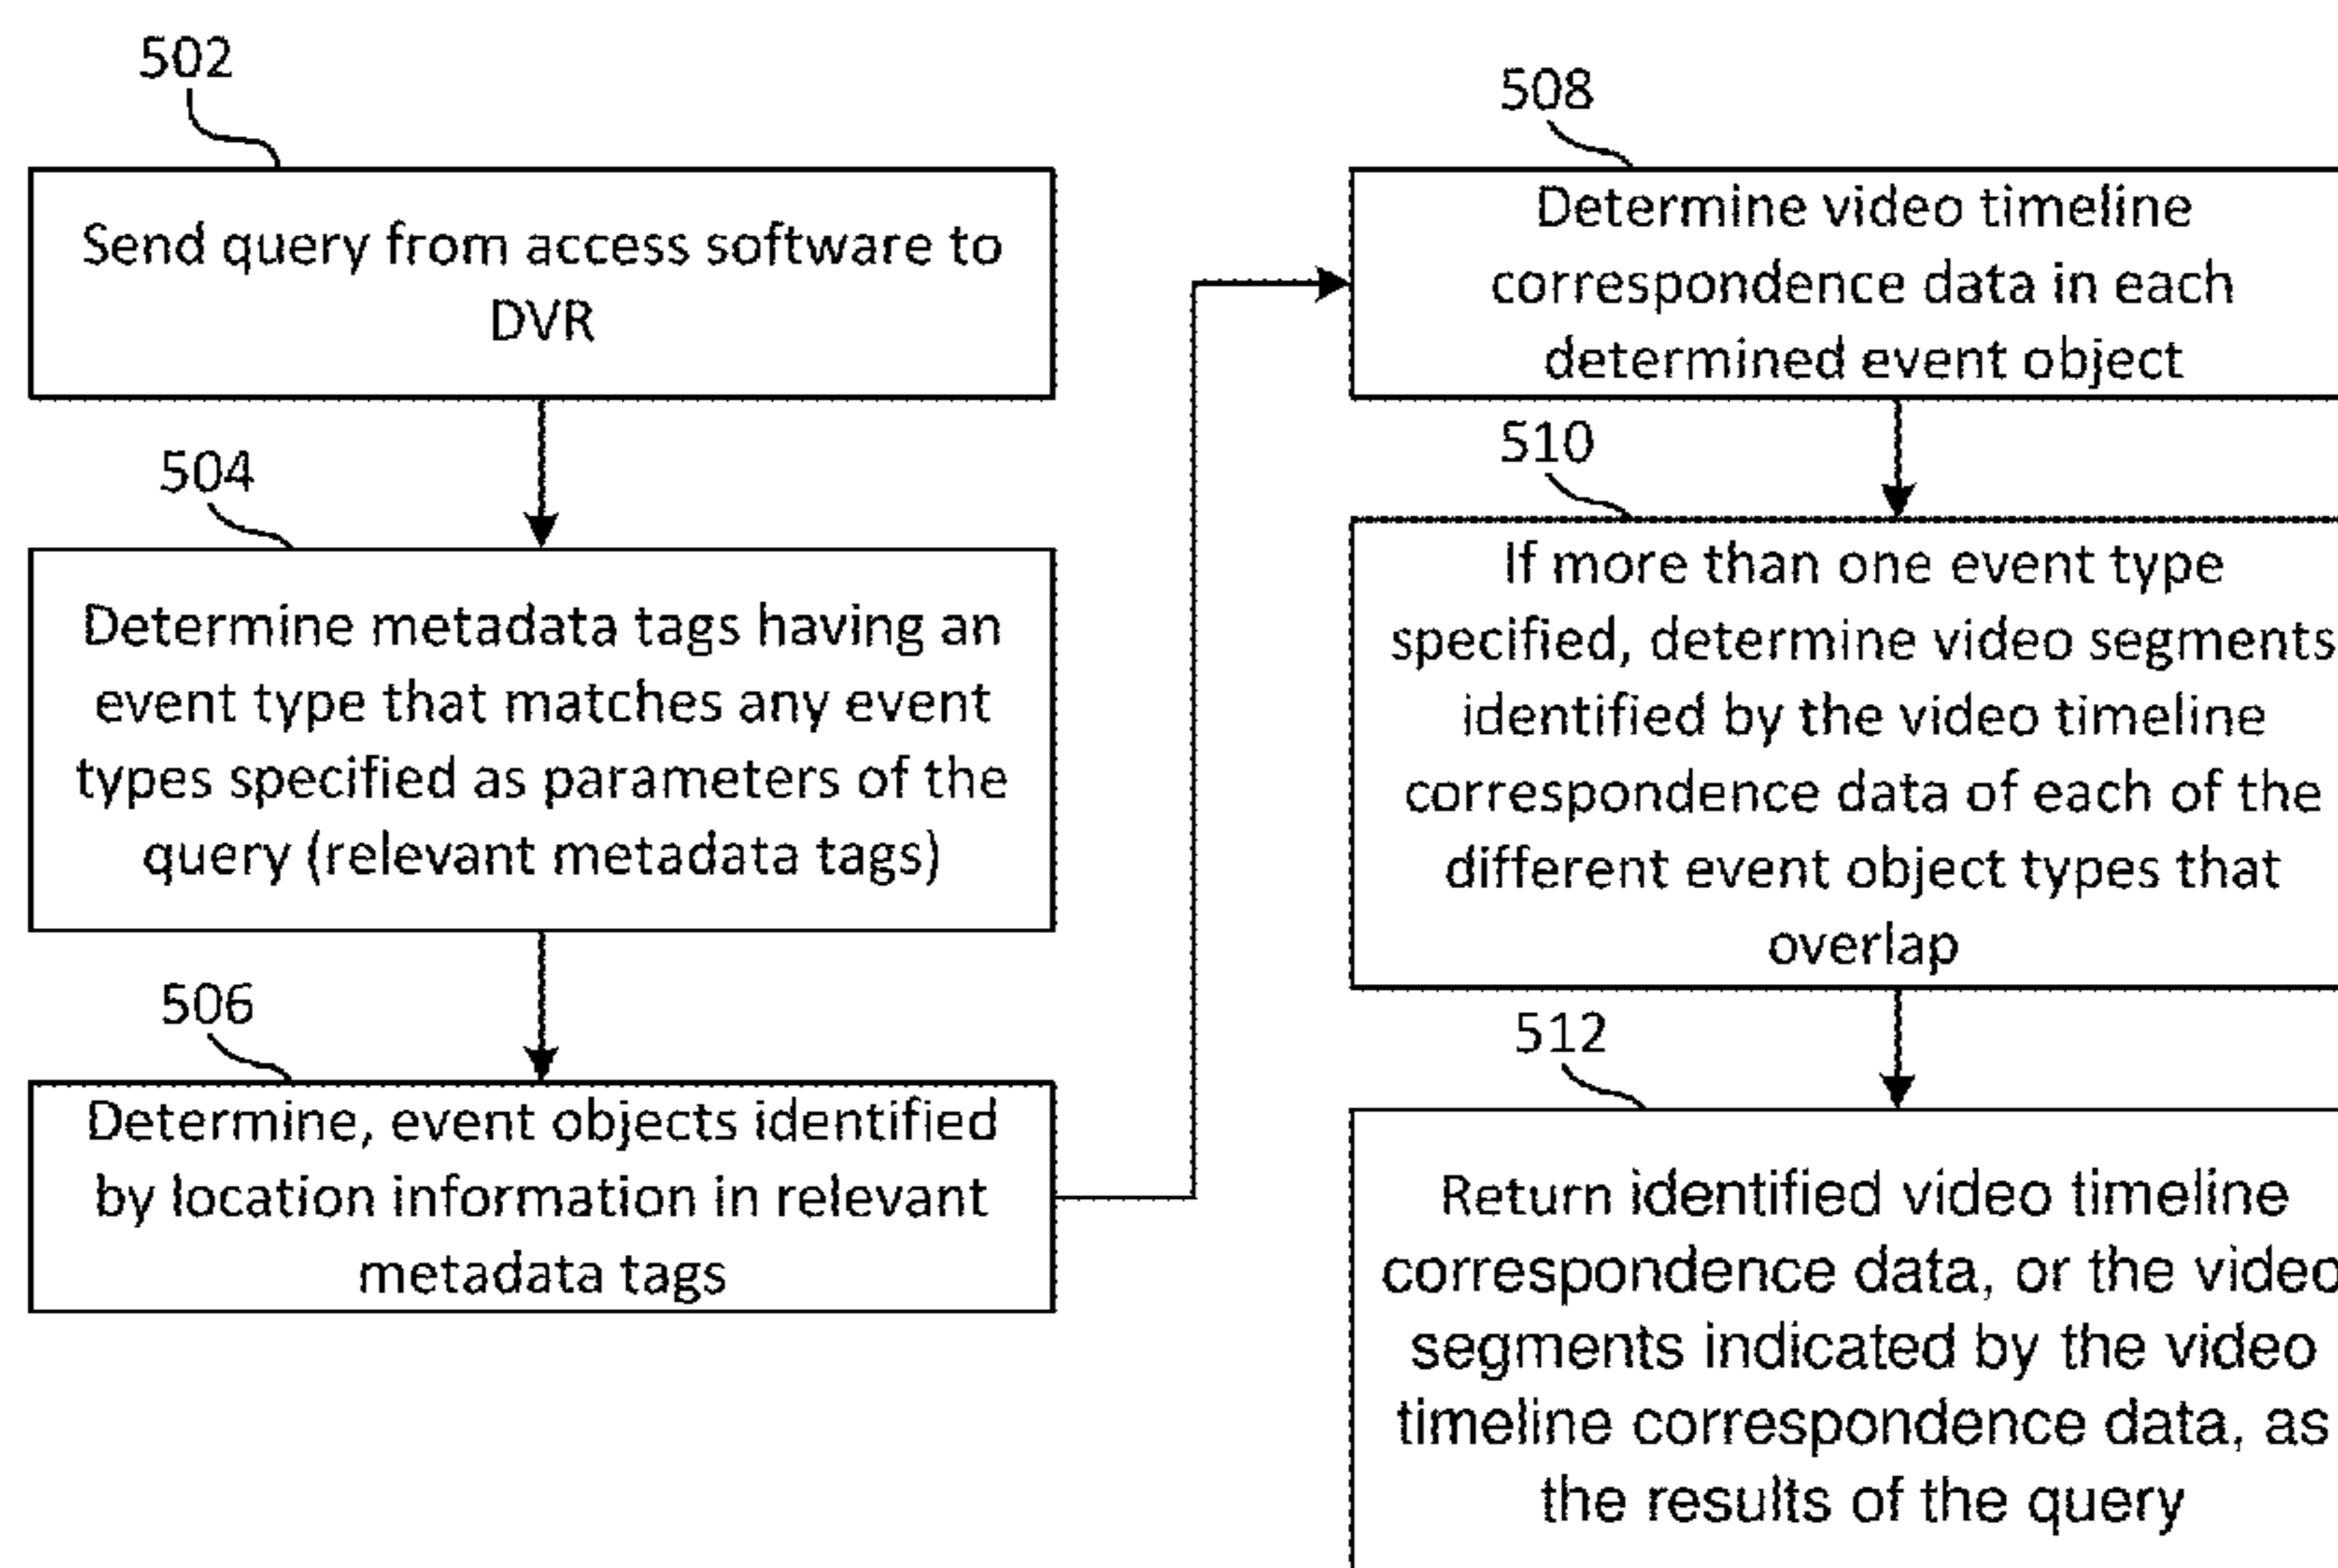 502
Send query from access software to
DVR
504
Determine metadata tags having an
event type that matches any event
types specified as parameters of the
query (relevant metadata tags)
506
Determine, event objects identified
by location information in relevant
metadata tags
508
Determine video timeline
correspondence data in each
determined event object
510
If more than one event type
specified, determine video segments
identified by the video timeline
correspondence data of each of the
different event object types that
overlap
512
Return identified video timeline
correspondence data, or the video
segments indicated by the video
timeline correspondence data, as
the results of the query